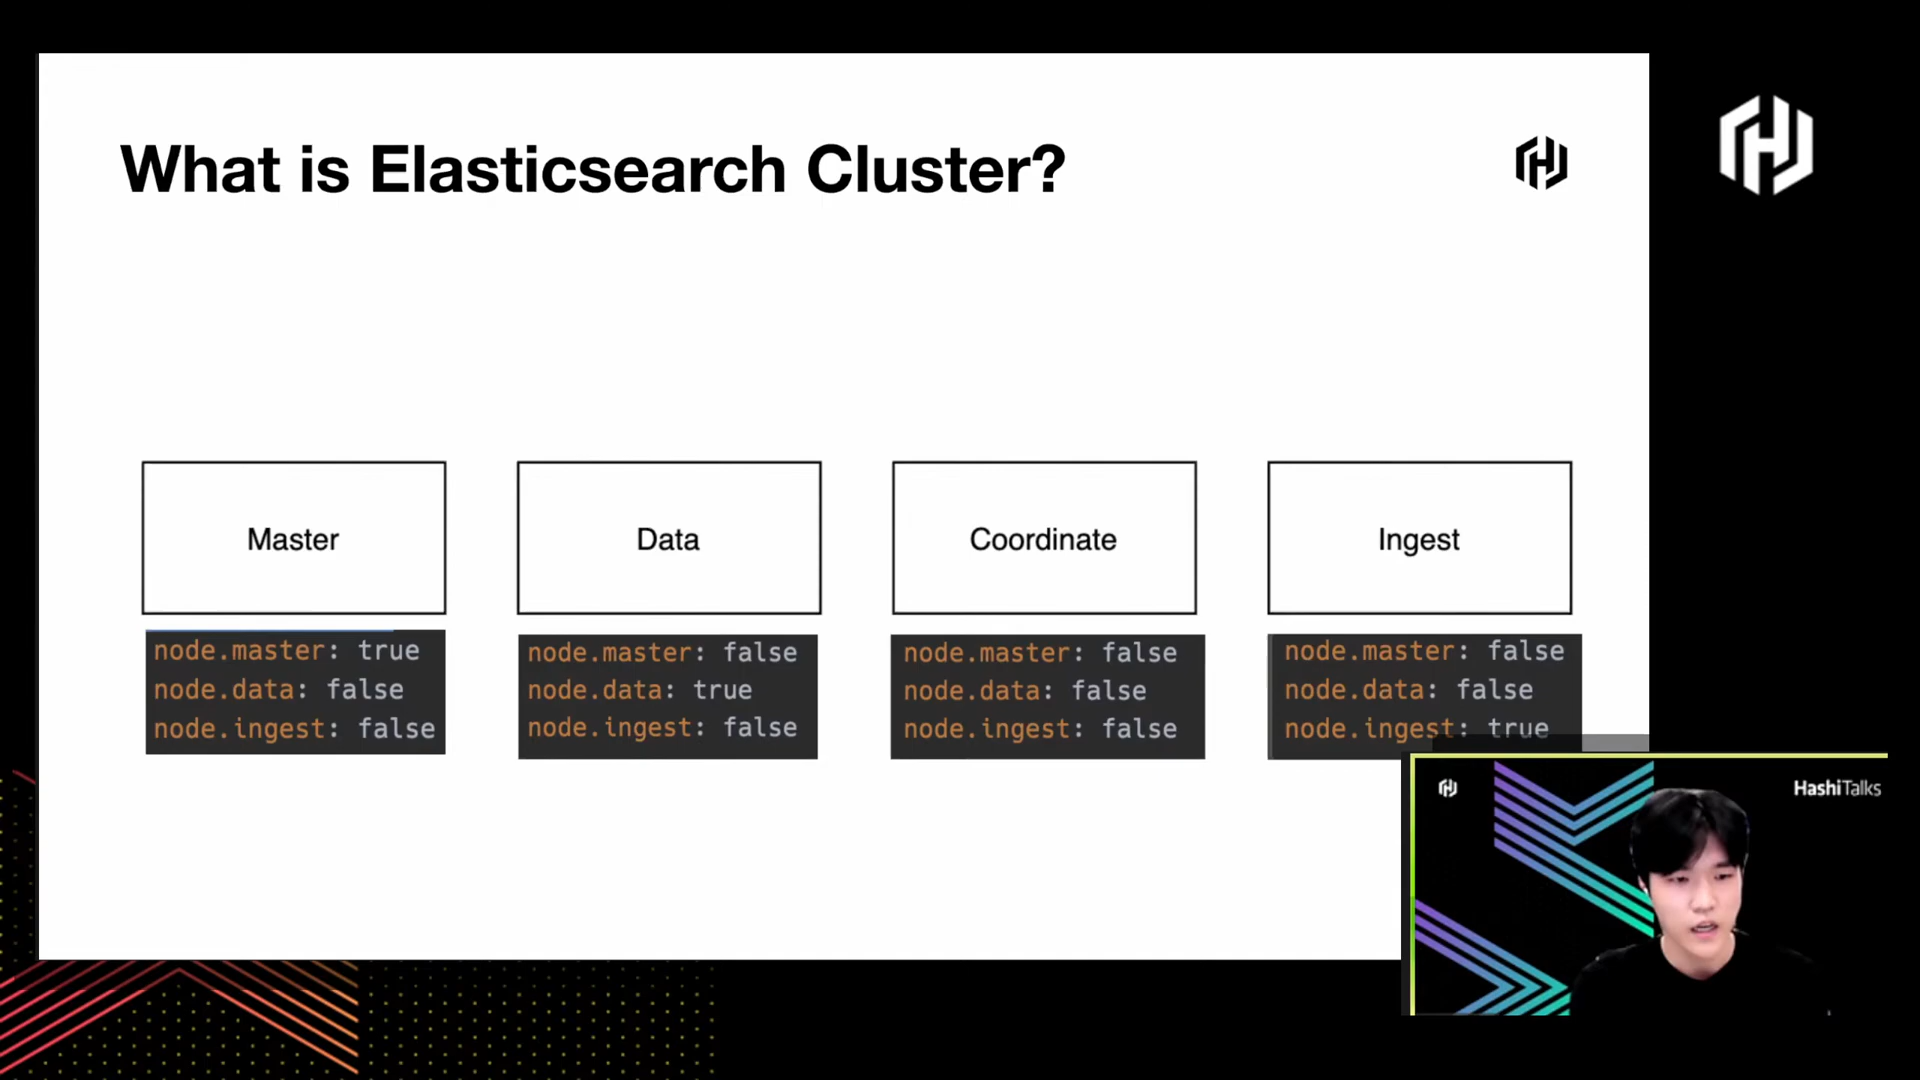 What is Elasticsearch Cluster?
Master
node.master: true
node.data: false
node.ingest: false
Data
node.master: false
node.data: true
node.ingest: false
Coordinate
node.master: false
node.data: false
node.ingest: false
Ingest
node.master: false
node.data: false
node.ingest: true
HashiTalks